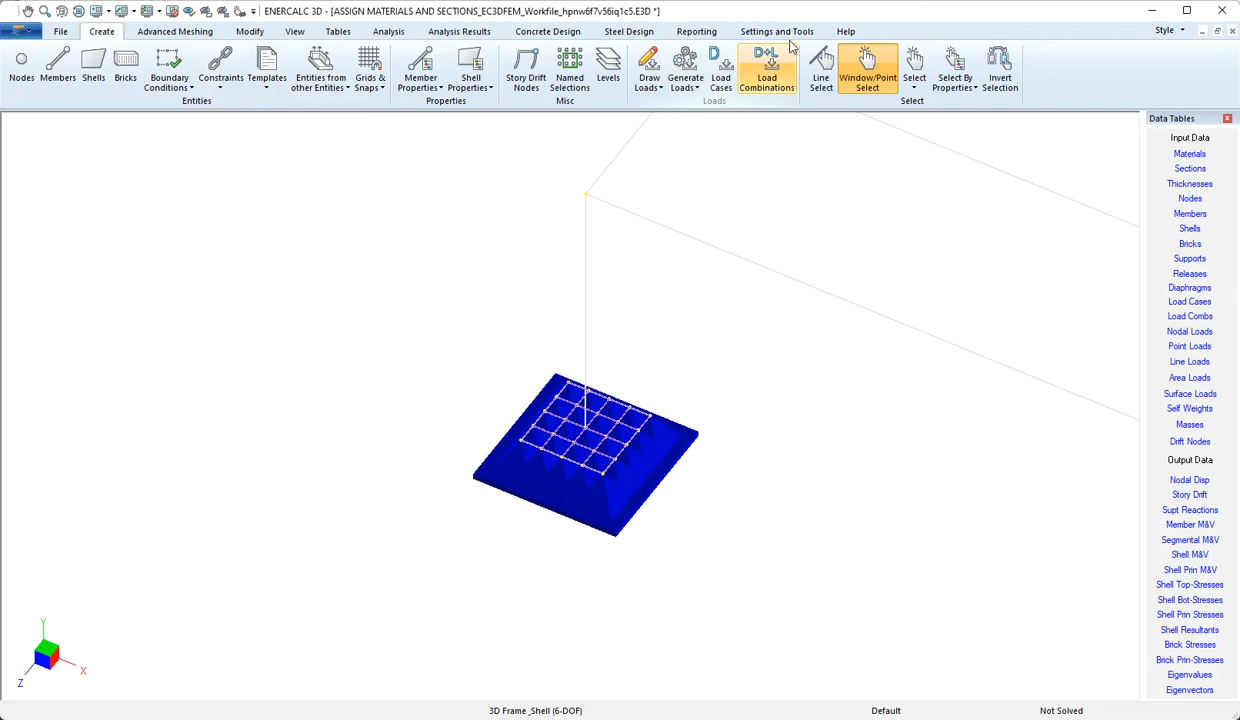 ENERCALC 3D - [ASSIGN MATERIALS AND SECTIONS_EC3DFEM_Workfile_hpnw6f7v56iq1c5.E3D *]
File Create Advanced Meshing Modify View Tables Analysis Analysis Results Concrete Design Steel Design Reporting Settings and Tools Help Style
Nodes Members Shells Bricks
Boundary Conditions
Constraints
Templates
Entities from other Entities
Grids & Snaps
Member Properties
Shell Properties
Story Drift Nodes
Named Selections
Levels
Draw Loads
Generate Loads
D
Load Cases
D+L
Load Combinations
Line Select
Window/Point Select
Select
Select By Properties
Invert Selection
Entities Properties Misc Loads Select
Data Tables
Input Data
Materials
Sections
Thicknesses
Nodes
Members
Shells
Bricks
Supports
Releases
Diaphragms
Load Cases
Load Combs
Nodal Loads
Point Loads
Line Loads
Area Loads
Surface Loads
Self Weights
Masses
Drift Nodes
Output Data
Nodal Disp
Story Drift
Supt Reactions
Member M&V
Segmental M&V
Shell M&V
Shell Prin M&V
Shell Top-Stresses
Shell Bot-Stresses
Shell Prin Stresses
Shell Resultants
Brick Stresses
Brick Prin-Stresses
Eigenvalues
Eigenvectors
Y
X
Z
3D Frame_Shell (6-DOF) Default Not Solved